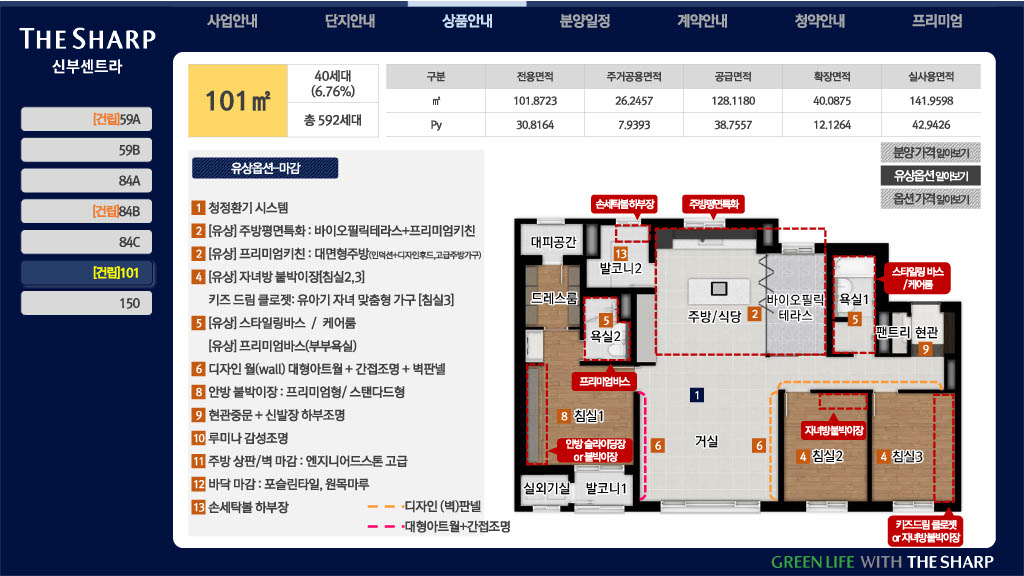 사업안내 단지안내 상품안내 분양일정 계약안내 청약안내 프리미엄
THE SHARP
신부센트라
[건립]59A
59B
84A
[건립]84B
84C
[건립]101
150
101㎡
40세대
(6.76%)
총 592세대
구분 전용면적 주거공용면적 공급면적 확장면적 실사용면적
㎡ 101.8723 26.2457 128.1180 40.0875 141.9598
Py 30.8164 7.9393 38.7557 12.1264 42.9426
분양가격 알아보기
유상옵션 알아보기
옵션가격 알아보기
유상옵션-마감
1 청정환기 시스템
2 [유상] 주방평면특화 : 바이오필릭테라스+프리미엄키친
2 [유상] 프리미엄키친 : 대면형주방(인덕션+디자인후드,고급주방가구)
4 [유상] 자녀방 붙박이장[침실2,3]
키즈 드림 클로젯: 유아기 자녀 맞춤형 가구 [침실3]
5 [유상] 스타일링바스 / 케어룸
[유상] 프리미엄바스(부부욕실)
6 디자인 월(wall) 대형아트월 + 간접조명 + 벽판넬
8 안방 붙박이장 : 프리미엄형/ 스탠다드형
9 현관중문 + 신발장 하부조명
10 루미나 감성조명
11 주방 상판/벽 마감 : 엔지니어드스톤 고급
12 바닥 마감 : 포슬린타일, 원목마루
13 손세탁볼 하부장
디자인 (벽)판넬
대형아트월+간접조명
손세탁볼 하부장
주방평면특화
대피공간
13
발코니2
드레스룸
5
욕실2
프리미엄바스
주방/식당 2
바이오필릭
테라스
욕실1
5
스타일링 바스
/ 케어룸
팬트리 현관
9
1
8 침실1
안방 슬라이딩장
or 붙박이장
6
거실
6
자녀방붙박이장
4 침실2
4 침실3
실외기실
발코니1
키즈드림 클로젯
or 자녀방붙박이장
GREEN LIFE WITH THE SHARP